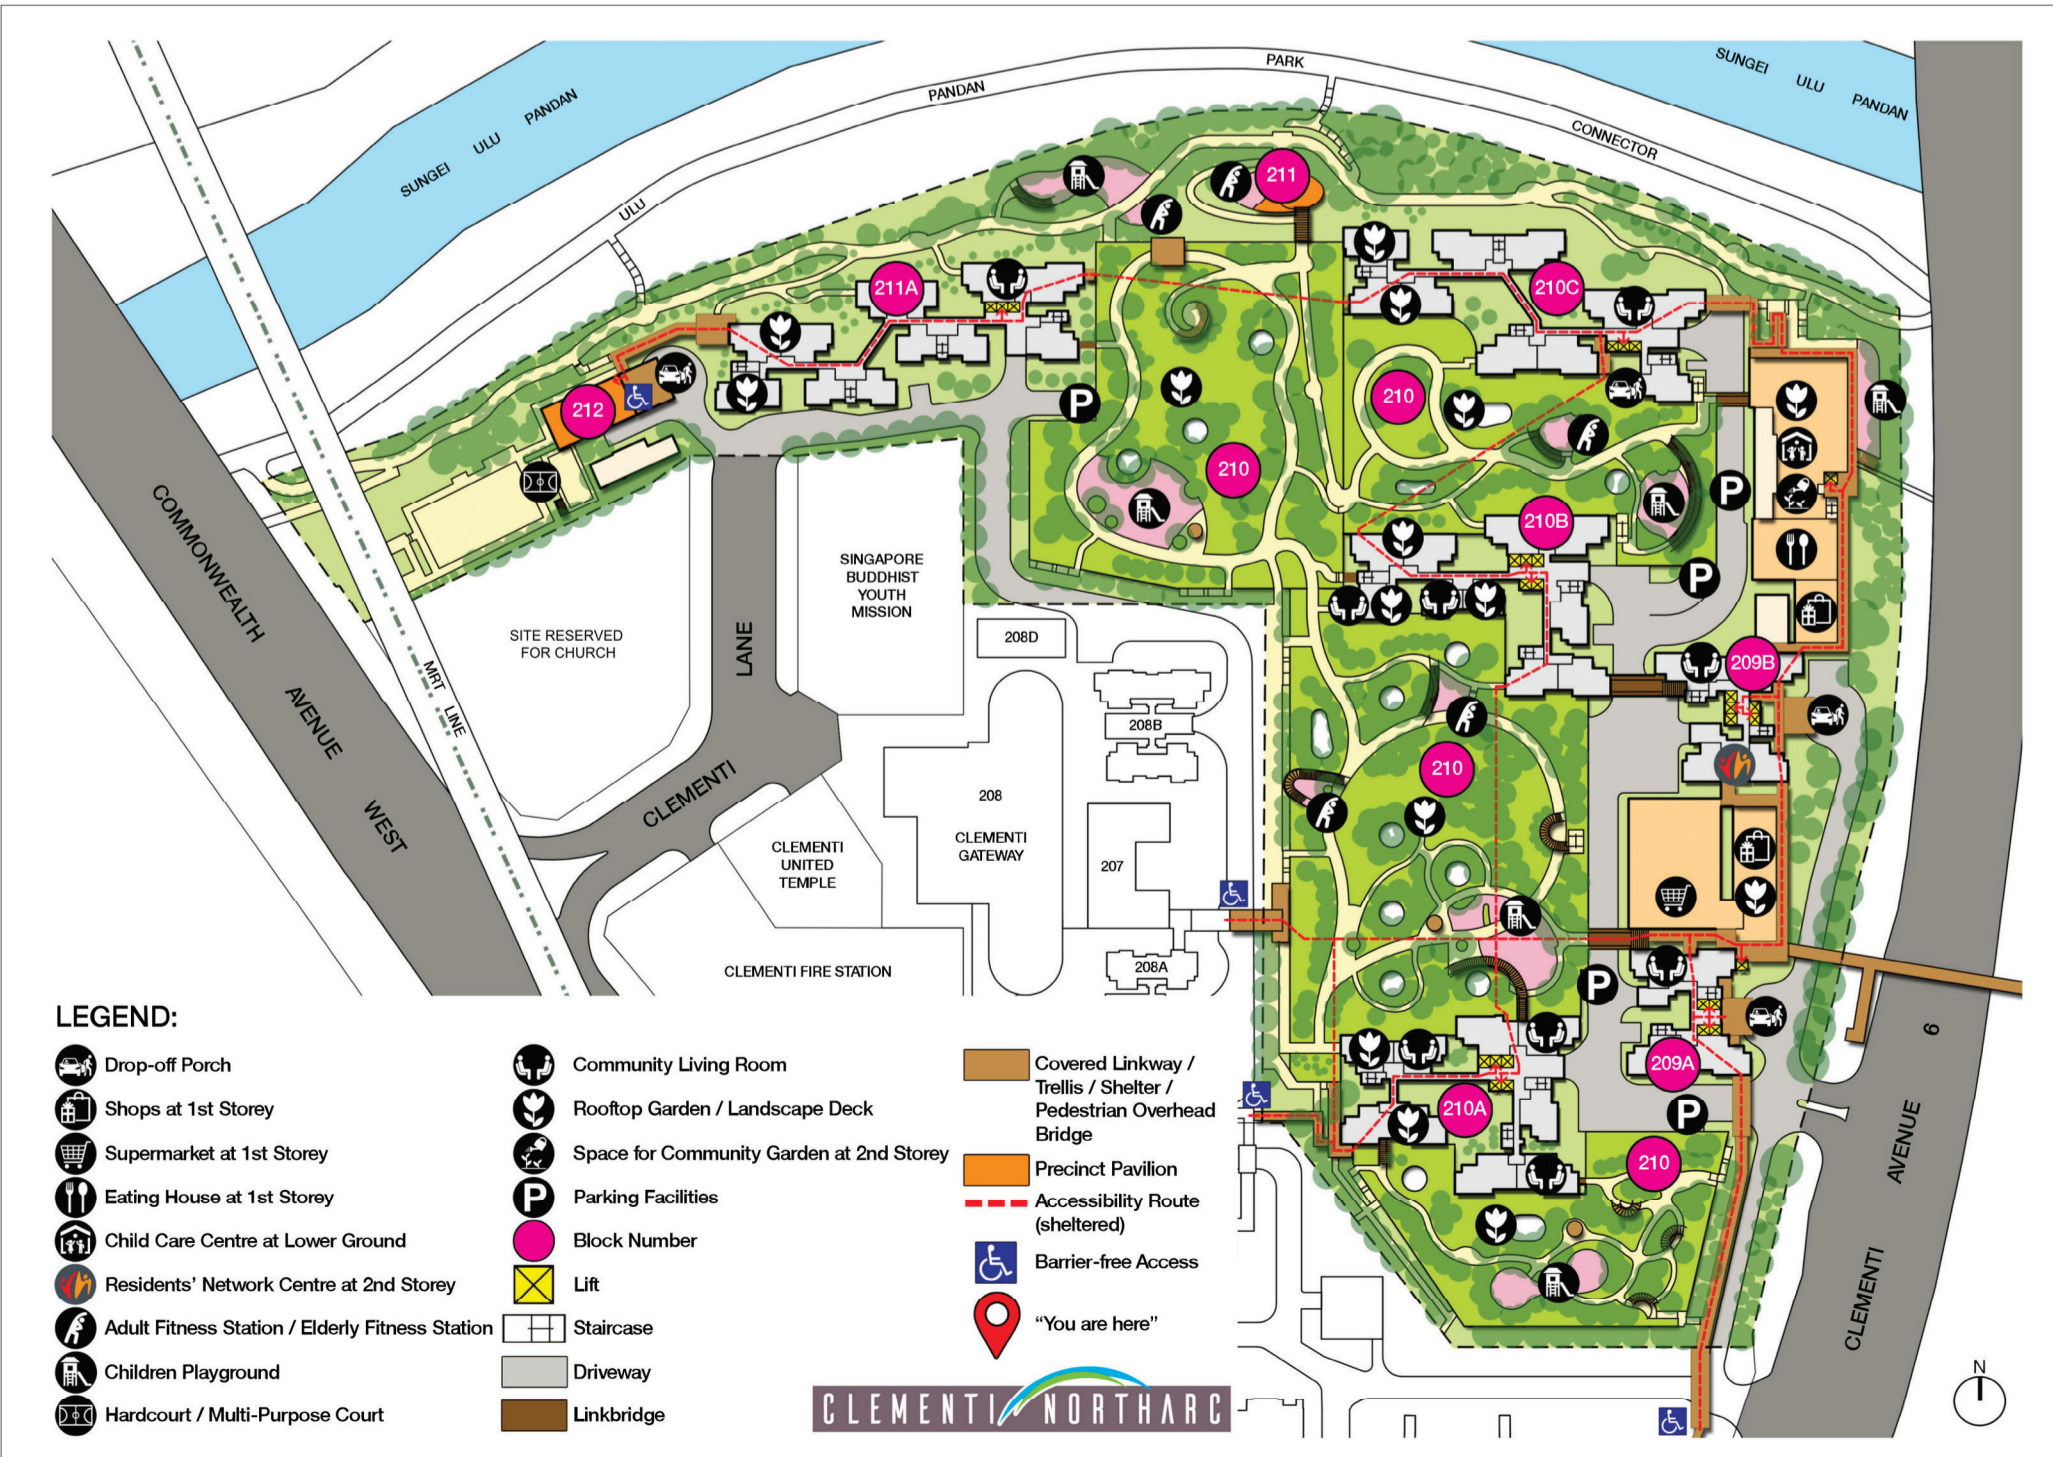 SUNGEI ULU PANDAN
SUNGEI ULU PANDAN
ULU PANDAN PARK CONNECTOR
211
211A
210C
212
210
210
210B
209B
210
209A
210A
210
P
P
P
P
P
COMMONWEALTH AVENUE WEST
MRT LINE
SITE RESERVED
FOR CHURCH
CLEMENTI LANE
SINGAPORE
BUDDHIST
YOUTH
MISSION
208D
208B
208
CLEMENTI
GATEWAY
207
208A
CLEMENTI
UNITED
TEMPLE
CLEMENTI FIRE STATION
CLEMENTI AVENUE 6
LEGEND:
Drop-off Porch
Shops at 1st Storey
Supermarket at 1st Storey
Eating House at 1st Storey
Child Care Centre at Lower Ground
Residents' Network Centre at 2nd Storey
Adult Fitness Station / Elderly Fitness Station
Children Playground
Hardcourt / Multi-Purpose Court
Community Living Room
Rooftop Garden / Landscape Deck
Space for Community Garden at 2nd Storey
P Parking Facilities
Block Number
Lift
Staircase
Driveway
Linkbridge
Covered Linkway /
Trellis / Shelter /
Pedestrian Overhead
Bridge
Precinct Pavilion
Accessibility Route
(sheltered)
Barrier-free Access
"You are here"
CLEMENTI NORTHARC
N